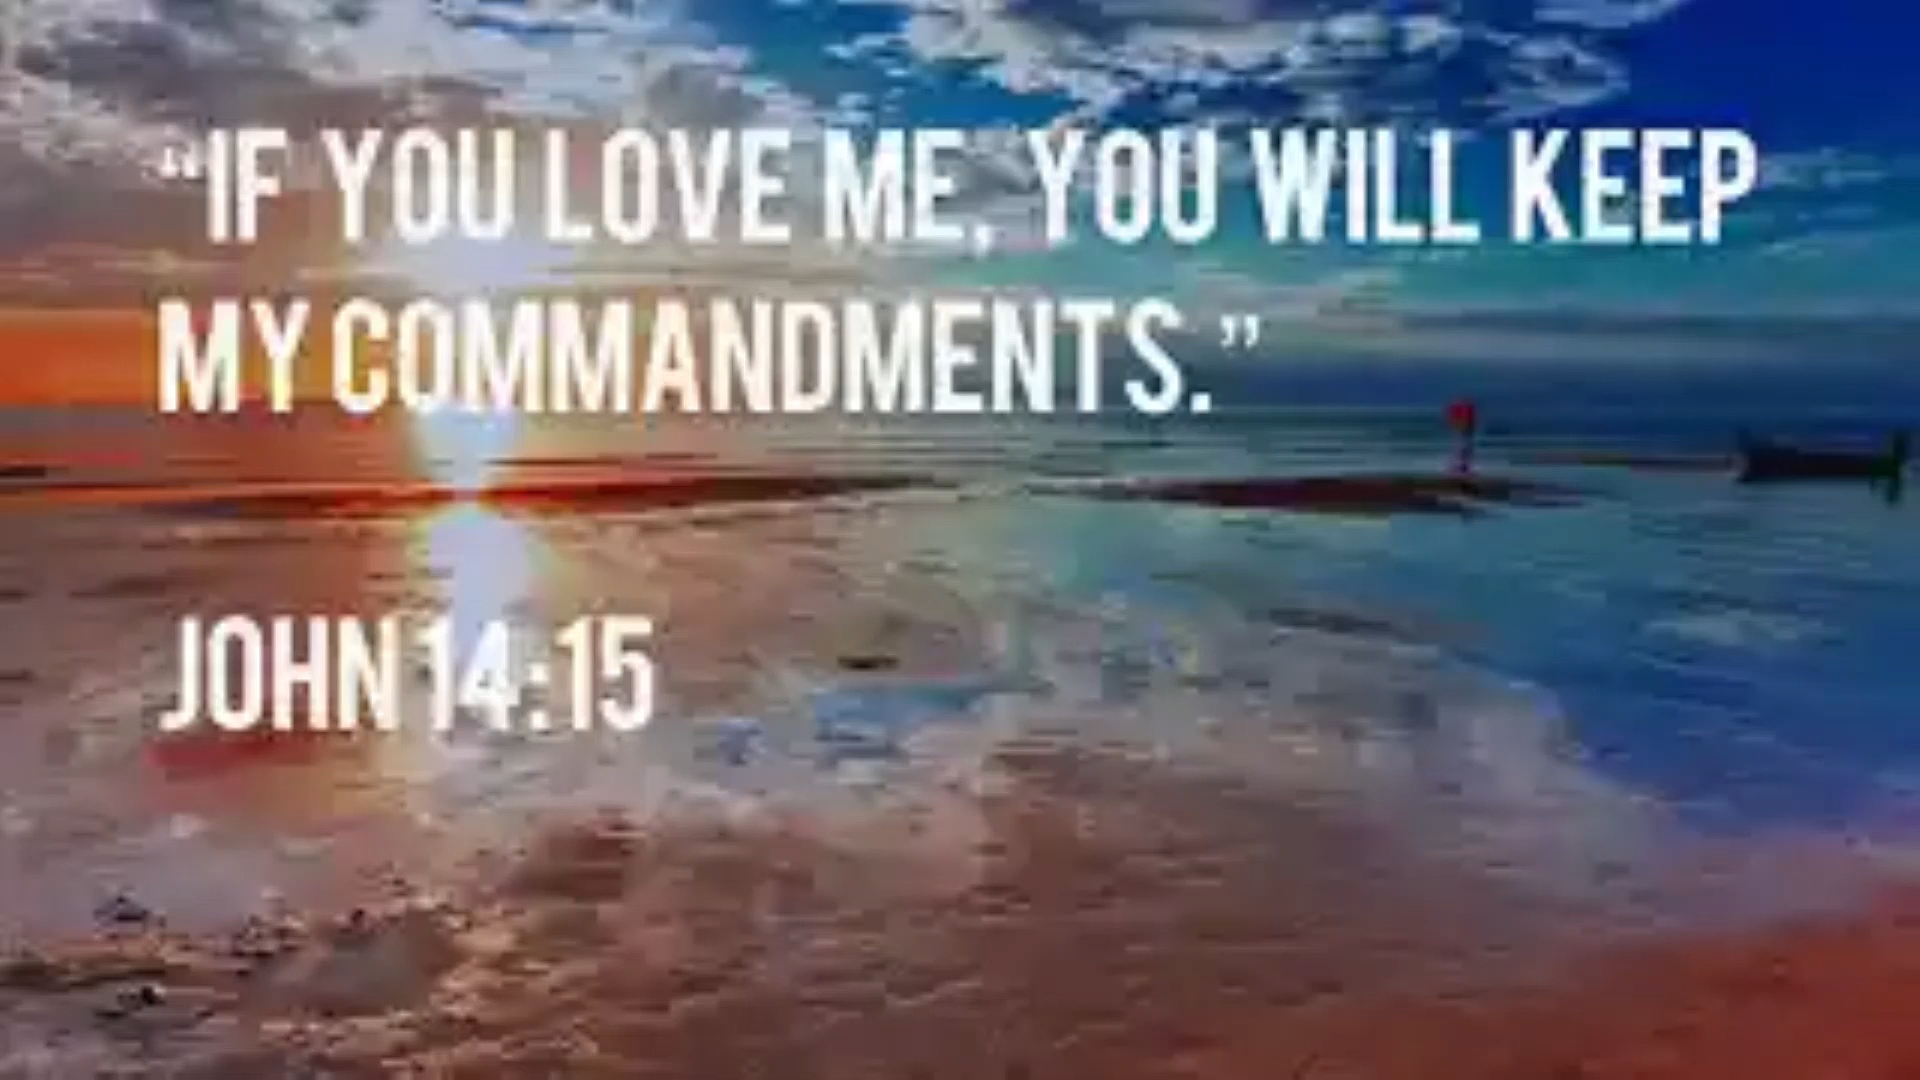 “IF YOU LOVE ME, YOU WILL KEEP
MY COMMANDMENTS.”
JOHN 14:15